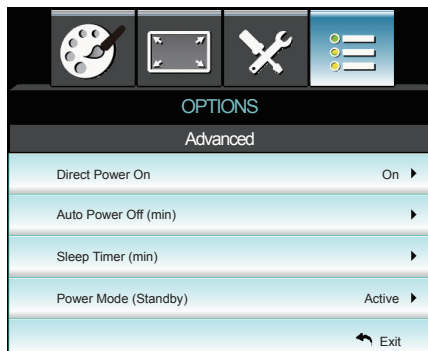 OPTIONS
Advanced
Direct Power On On
Auto Power Off (min)
Sleep Timer (min)
Power Mode (Standby) Active
Exit